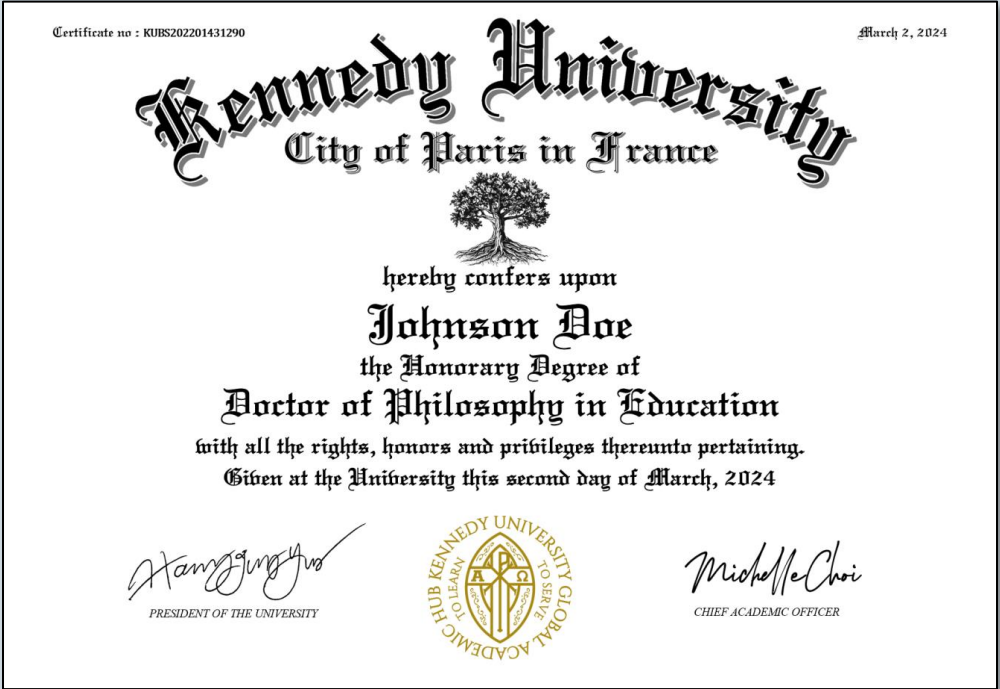 Certificate no : KUBS202201431290
March 2, 2024
Kennedy University
City of Paris in France
hereby confers upon
Johnson Doe
the Honorary Degree of
Doctor of Philosophy in Education
with all the rights, honors and privileges thereunto pertaining.
Given at the University this second day of March, 2024
PRESIDENT OF THE UNIVERSITY
KENNEDY UNIVERSITY GLOBAL ACADEMIC HUB
TO LEARN
TO SERVE
Α Ω
Michelle Choi
CHIEF ACADEMIC OFFICER